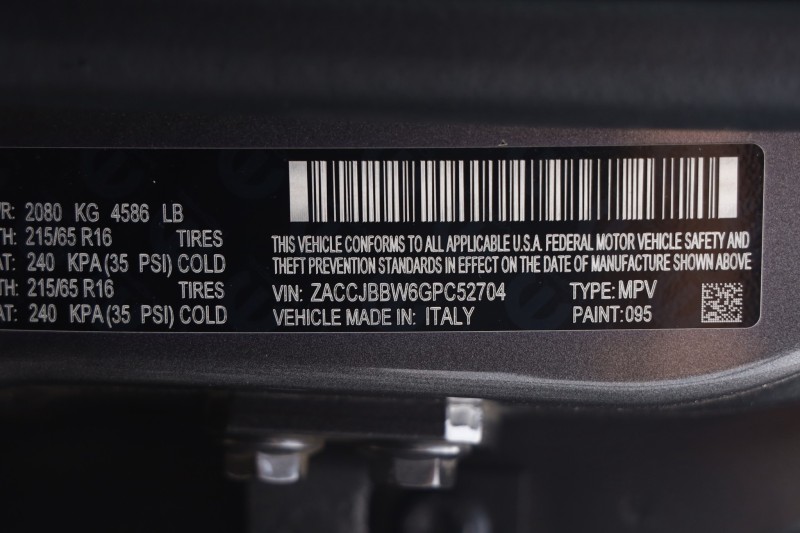 /R: 2080 KG 4586 LB
TH: 215/65 R16 TIRES
AT: 240 KPA(35 PSI) COLD
TH: 215/65 R16 TIRES
AT: 240 KPA(35 PSI) COLD
THIS VEHICLE CONFORMS TO ALL APPLICABLE U.S.A. FEDERAL MOTOR VEHICLE SAFETY AND
THEFT PREVENTION STANDARDS IN EFFECT ON THE DATE OF MANUFACTURE SHOWN ABOVE
VIN: ZACCJBBW6GPC52704 TYPE: MPV
VEHICLE MADE IN: ITALY PAINT: 095